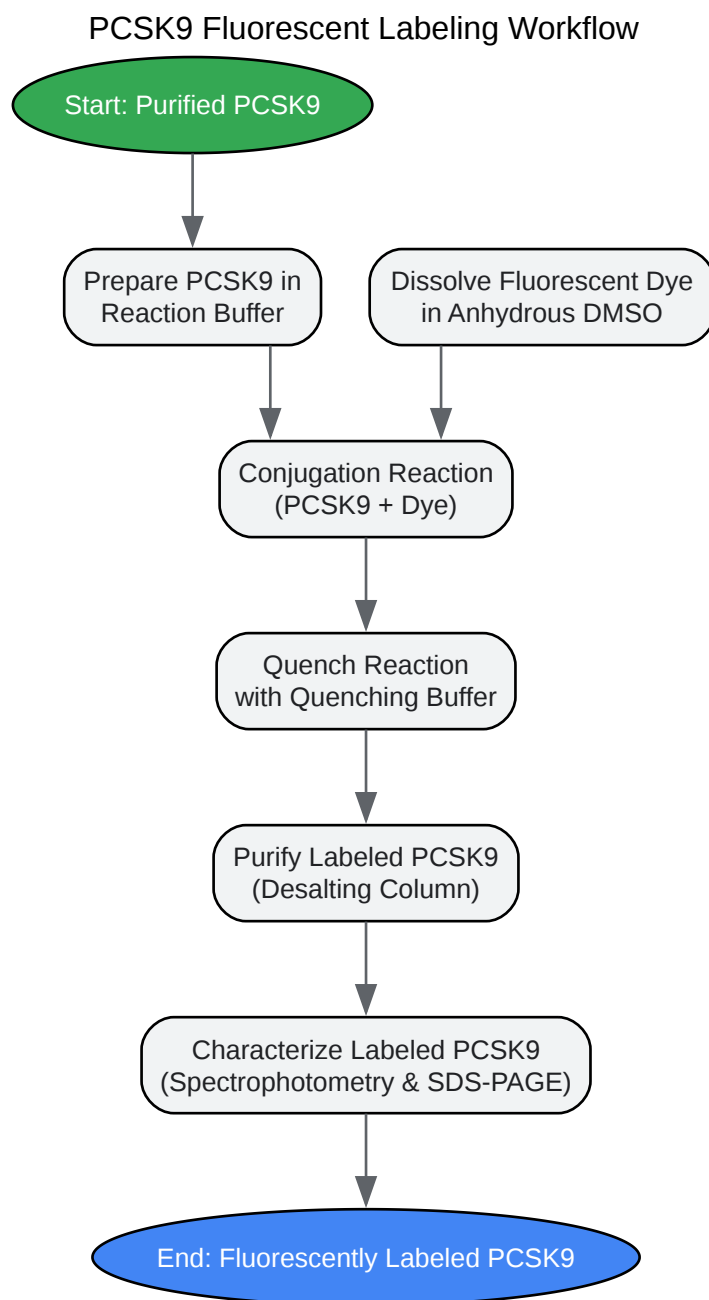 PCSK9 Fluorescent Labeling Workflow
Start: Purified PCSK9
Prepare PCSK9 in
Reaction Buffer
Dissolve Fluorescent Dye
in Anhydrous DMSO
Conjugation Reaction
(PCSK9 + Dye)
Quench Reaction
with Quenching Buffer
Purify Labeled PCSK9
(Desalting Column)
Characterize Labeled PCSK9
(Spectrophotometry & SDS-PAGE)
End: Fluorescently Labeled PCSK9